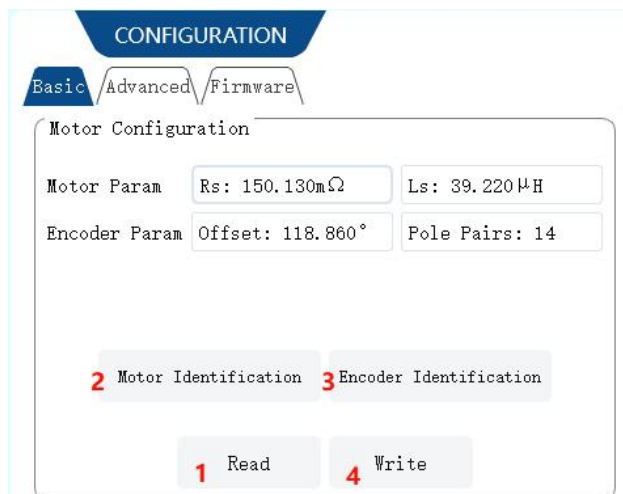 CONFIGURATION
Basic Advanced Firmware
Motor Configuration
Motor Param Rs: 150.130mΩ Ls: 39.220μH
Encoder Param Offset: 118.860° Pole Pairs: 14
2 Motor Identification 3 Encoder Identification
1 Read 4 Write